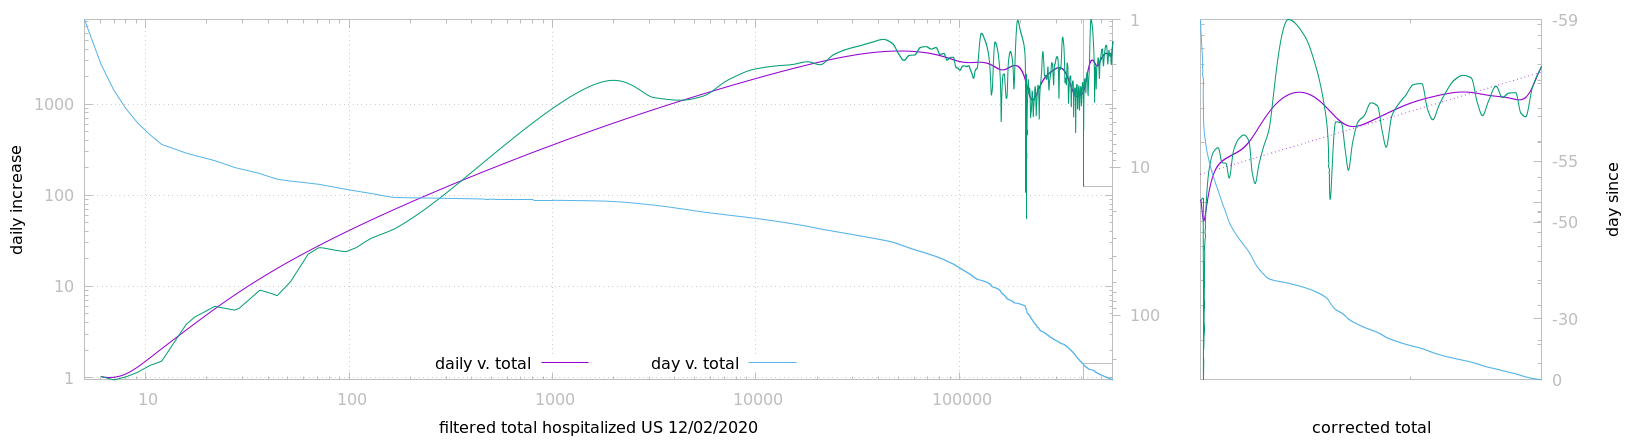 1
-59
1000
daily increase
10
-55
100
day since
-50
10
100
-30
daily v. total
day v. total
1
0
10
100
1000
10000
100000
filtered total hospitalized US 12/02/2020
corrected total